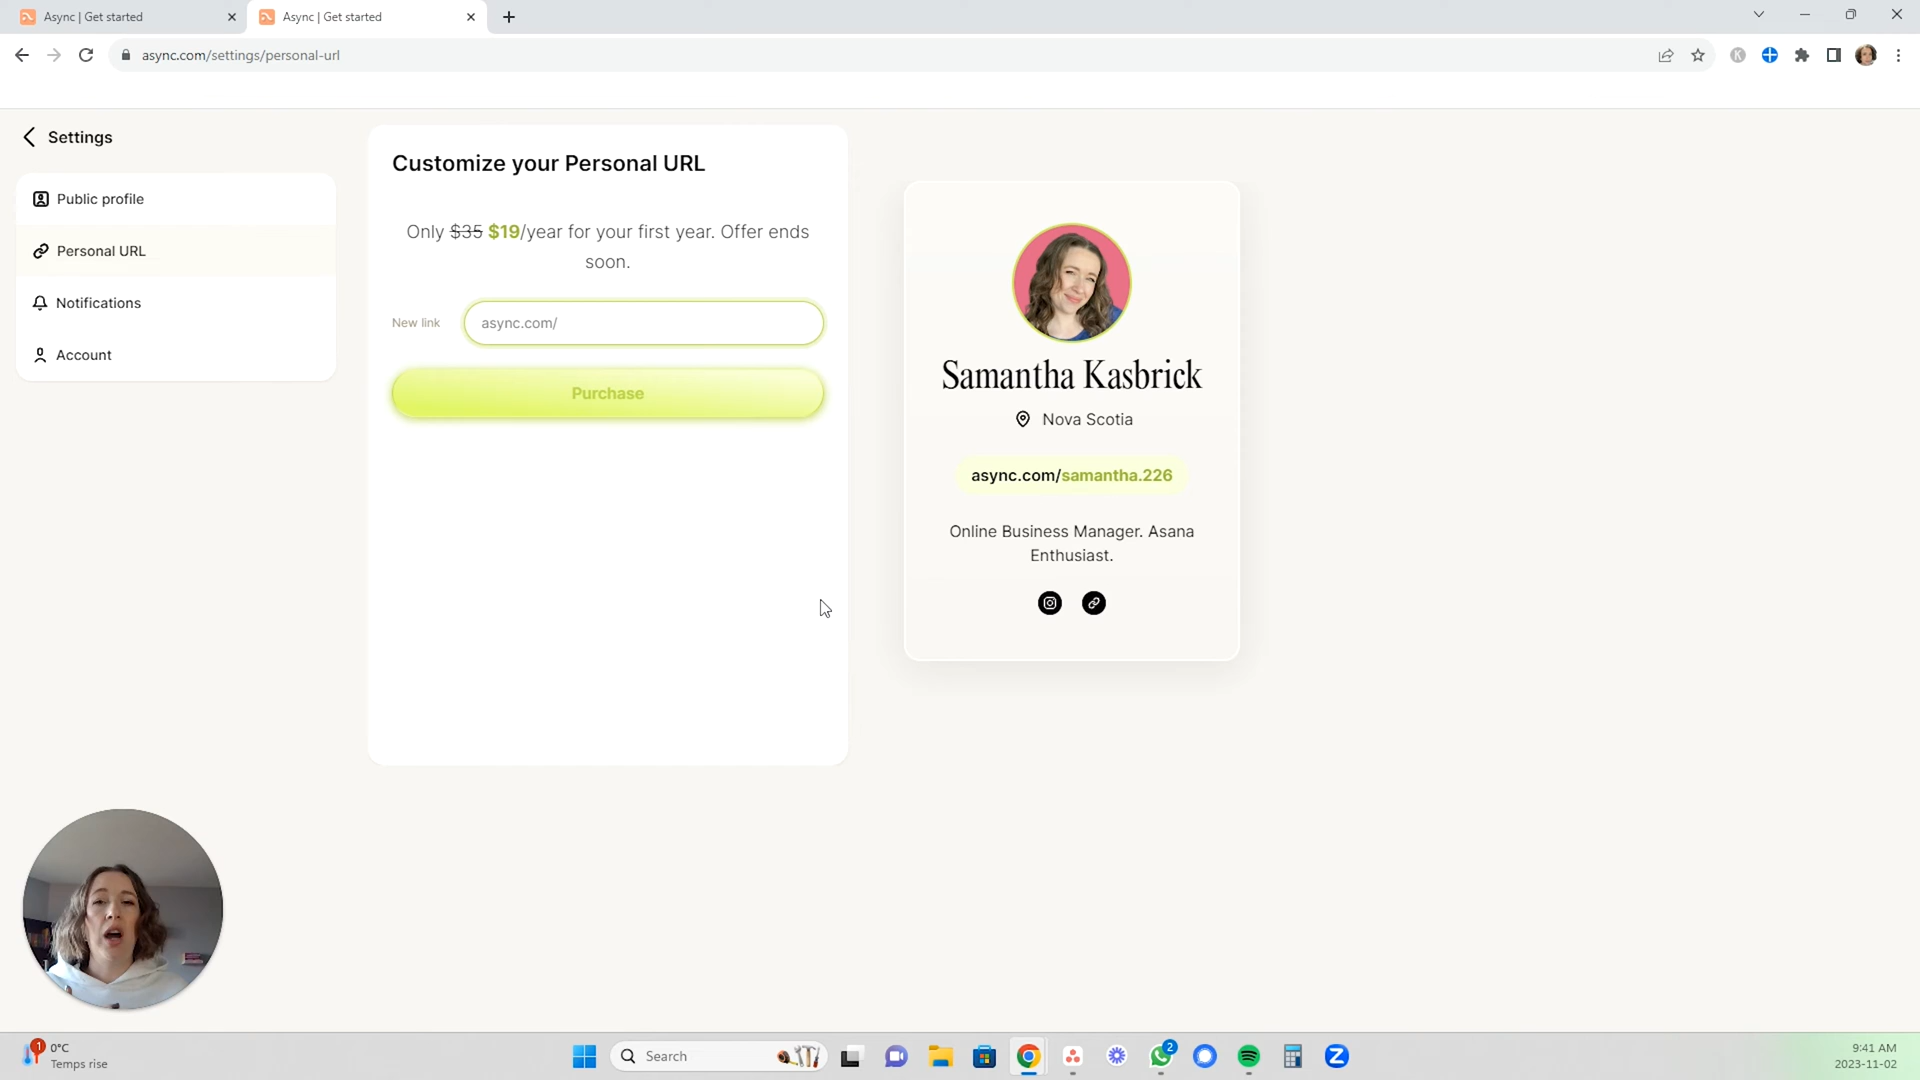 Async | Get started
Async | Get started
async.com/settings/personal-url
K
Settings
Public profile
Personal URL
Notifications
Account
Customize your Personal URL
Only $35 $19/year for your first year. Offer ends
soon.
New link
async.com/
Purchase
Samantha Kasbrick
Nova Scotia
async.com/samantha.226
Online Business Manager. Asana
Enthusiast.
1
0°C
Temps rise
Search
2
Z
9:41 AM
2023-11-02